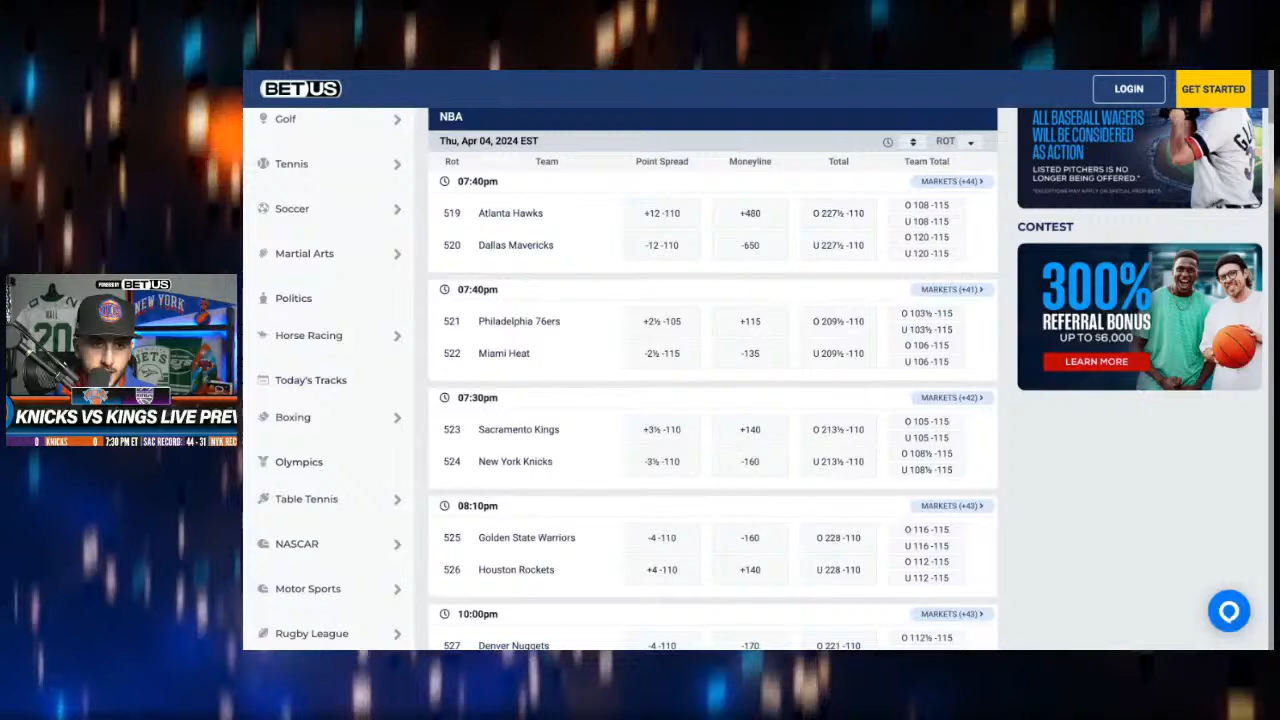 BETUS
LOGIN
GET STARTED
Golf
Tennis
Soccer
Martial Arts
Politics
Horse Racing
Today's Tracks
Boxing
Olympics
Table Tennis
NASCAR
Motor Sports
Rugby League
NBA
Thu, Apr 04, 2024 EST
ROT
Rot Team Point Spread Moneyline Total Team Total
07:40pm MARKETS (+44)
519 Atlanta Hawks +12 -110 +480 O 227½ -110 O 108 -115
U 108 -115
520 Dallas Mavericks -12 -110 -650 U 227½ -110 O 120 -115
U 120 -115
07:40pm MARKETS (+41)
521 Philadelphia 76ers +2½ -105 +115 O 209½ -110 O 103½ -115
U 103½ -115
522 Miami Heat -2½ -115 -135 U 209½ -110 O 106 -115
U 106 -115
07:30pm MARKETS (+42)
523 Sacramento Kings +3½ -110 +140 O 213½ -110 O 105 -115
U 105 -115
524 New York Knicks -3½ -110 -160 U 213½ -110 O 108½ -115
U 108½ -115
08:10pm MARKETS (+43)
525 Golden State Warriors -4 -110 -160 O 228 -110 O 116 -115
U 116 -115
526 Houston Rockets +4 -110 +140 U 228 -110 O 112 -115
U 112 -115
10:00pm MARKETS (+43)
527 Denver Nuggets -4 -110 -170 O 221 -110 O 112½ -115
ALL BASEBALL WAGERS
WILL BE CONSIDERED
AS ACTION
LISTED PITCHERS IS
NO LONGER BEING OFFERED.*
CONTEST
300%
REFERRAL BONUS
UP TO $6,000
LEARN MORE
POWERED BY BETUS
NEW YORK
20
JETS
KNICKS VS KINGS LIVE PREV
0 KNICKS 0 7:30 PM ET SAC RECORD: 44 - 31 NYK REC